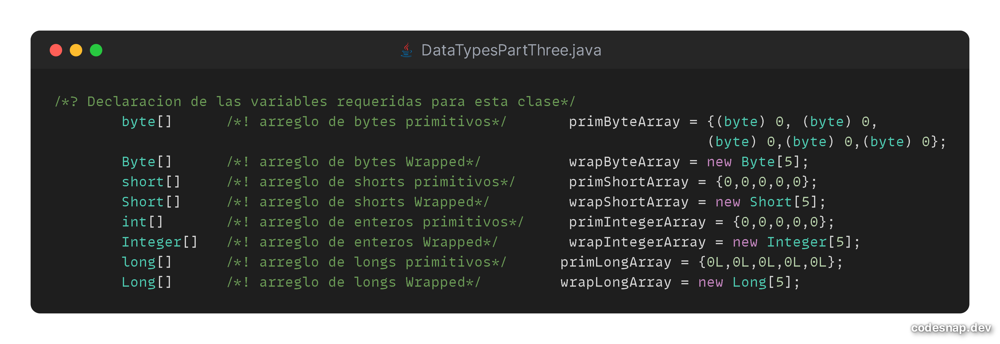 DataTypesPartThree.java
/*? Declaracion de las variables requeridas para esta clase*/
byte[] /*! arreglo de bytes primitivos*/ primByteArray = {(byte) 0, (byte) 0,
(byte) 0,(byte) 0,(byte) 0};
Byte[] /*! arreglo de bytes Wrapped*/ wrapByteArray = new Byte[5];
short[] /*! arreglo de shorts primitivos*/ primShortArray = {0,0,0,0,0};
Short[] /*! arreglo de shorts Wrapped*/ wrapShortArray = new Short[5];
int[] /*! arreglo de enteros primitivos*/ primIntegerArray = {0,0,0,0,0};
Integer[] /*! arreglo de enteros Wrapped*/ wrapIntegerArray = new Integer[5];
long[] /*! arreglo de longs primitivos*/ primLongArray = {0L,0L,0L,0L,0L};
Long[] /*! arreglo de longs Wrapped*/ wrapLongArray = new Long[5];
codesnap.dev